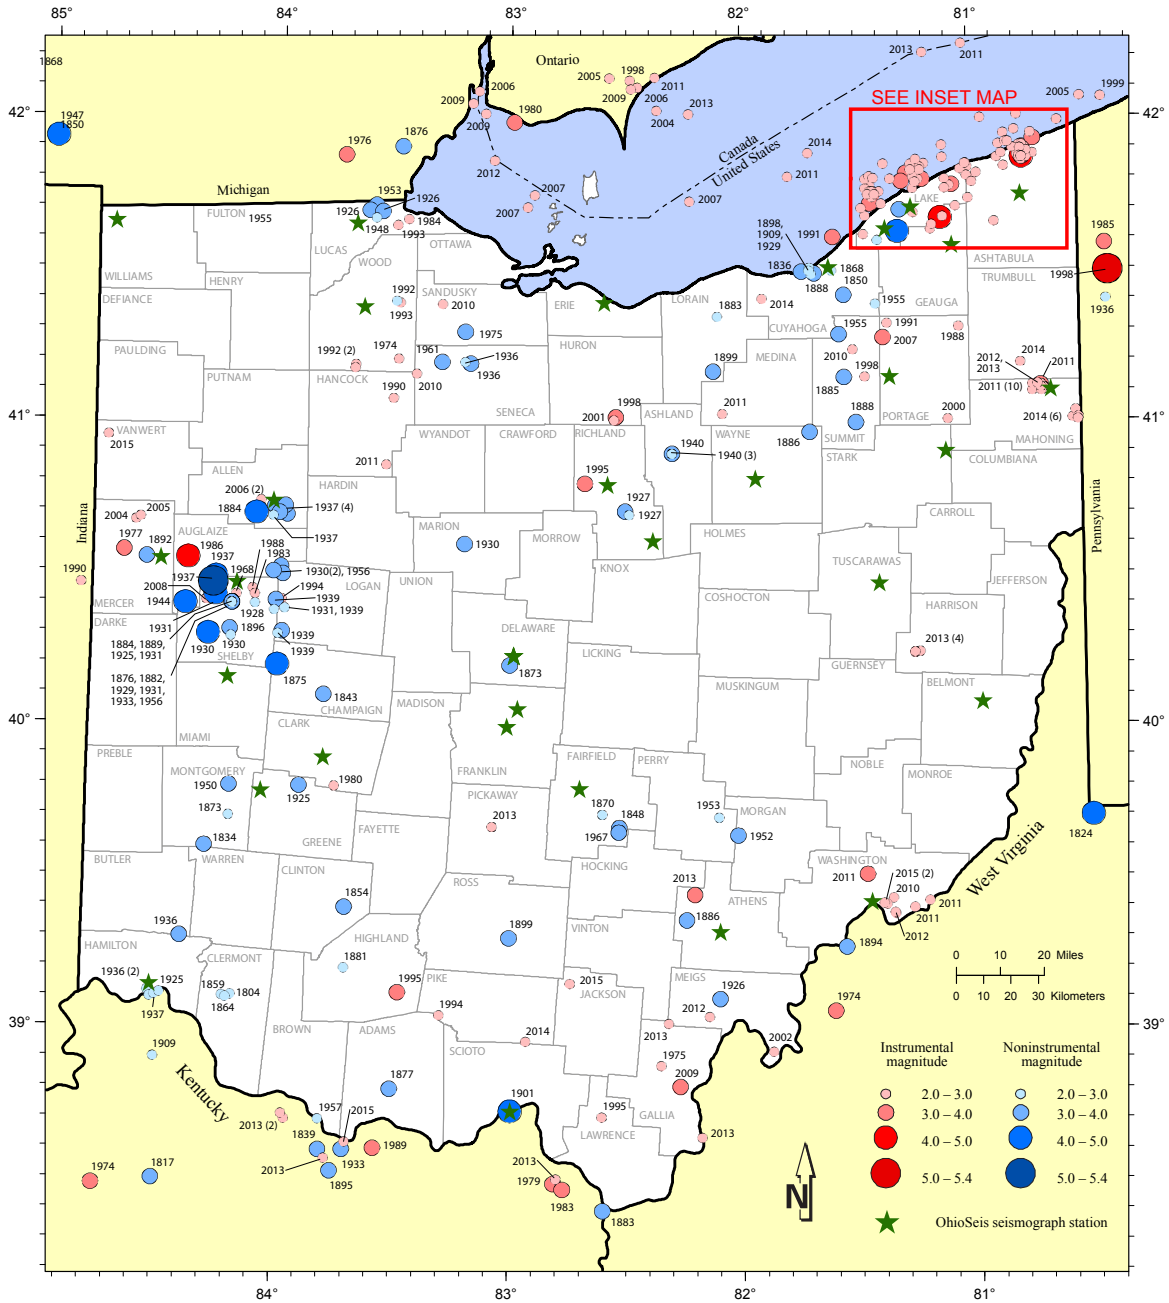 85°
84°
83°
82°
81°
1868
Ontario
2013
2011
2005
1998
2011
2006
2009
2009
2006
2013
2004
2009
1980
2005
1999
SEE INSET MAP
42°
42°
1947
1850
1976
1876
Canada
United States
2014
2012
2011
2007
2007
2007
Michigan
1953
1926
1926
1948
1984
1993
FULTON
1955
LUCAS
WOOD
OTTAWA
LAKE
1898,
1909,
1929
1991
1836
1888
1868
1850
ASHTABULA
1985
TRUMBULL
1998
1936
WILLIAMS
HENRY
DEFIANCE
SANDUSKY
1992
1993
2010
ERIE
LORAIN
1883
2014
1955
GEAUGA
CUYAHOGA
1955
1991
2007
1988
PAULDING
1975
HURON
MEDINA
2010
1998
1992 (2)
1974
1961
1936
1936
1899
1885
2014
2012,
2013
2011
2011 (10)
PUTNAM
HANCOCK
1990
2010
SENECA
1998
2001
ASHLAND
2011
1888
PORTAGE
2000
2014 (6)
41°
41°
VANWERT
2015
WYANDOT
CRAWFORD
RICHLAND
WAYNE
1886
SUMMIT
STARK
MAHONING
COLUMBIANA
1940
1940 (3)
ALLEN
2011
HARDIN
1995
2006 (2)
1884
1937 (4)
1937
1927
1927
CARROLL
Indiana
Pennsylvania
2004
2005
AUGLAIZE
MARION
1930
MORROW
HOLMES
1977
1892
1986
1937
1988
1983
1968
1937
2008
1944
1930(2), 1956
LOGAN
UNION
KNOX
TUSCARAWAS
JEFFERSON
1990
MERCER
1994
1939
1931, 1939
COSHOCTON
HARRISON
DARKE
1931
1928
1896
1884, 1889,
1925, 1931
1930
1930
SHELBY
1939
DELAWARE
1873
LICKING
2013 (4)
GUERNSEY
BELMONT
1876, 1882,
1929, 1931,
1933, 1956
1875
1843
CHAMPAIGN
MADISON
MUSKINGUM
40°
40°
CLARK
MIAMI
PREBLE
MONTGOMERY
1950
1925
1980
FRANKLIN
FAIRFIELD
PERRY
NOBLE
MONROE
1873
PICKAWAY
2013
1870
1848
1967
1953
MORGAN
1952
1834
FAYETTE
GREENE
1824
BUTLER
WARREN
CLINTON
HOCKING
WASHINGTON
2011
2015 (2)
2010
2011
2011
2012
West Virginia
1854
ROSS
2013
ATHENS
1886
1936
HAMILTON
HIGHLAND
1899
VINTON
1894
CLERMONT
1881
1936 (2)
1925
1937
1859
1804
1864
1995
PIKE
2015
JACKSON
MEIGS
1926
0 10 20 Miles
0 10 20 30 Kilometers
39°
39°
1994
2012
1974
BROWN
ADAMS
SCIOTO
2014
2013
2002
1909
Kentucky
1877
1975
2009
Instrumental
magnitude
Noninstrumental
magnitude
2.0 – 3.0
2.0 – 3.0
3.0 – 4.0
3.0 – 4.0
4.0 – 5.0
4.0 – 5.0
5.0 – 5.4
5.0 – 5.4
OhioSeis seismograph station
1901
1957
2015
2013 (2)
1839
1995
GALLIA
LAWRENCE
2013
1974
1817
2013
1933
1989
1895
2013
1979
1983
1883
N
84°
83°
82°
81°